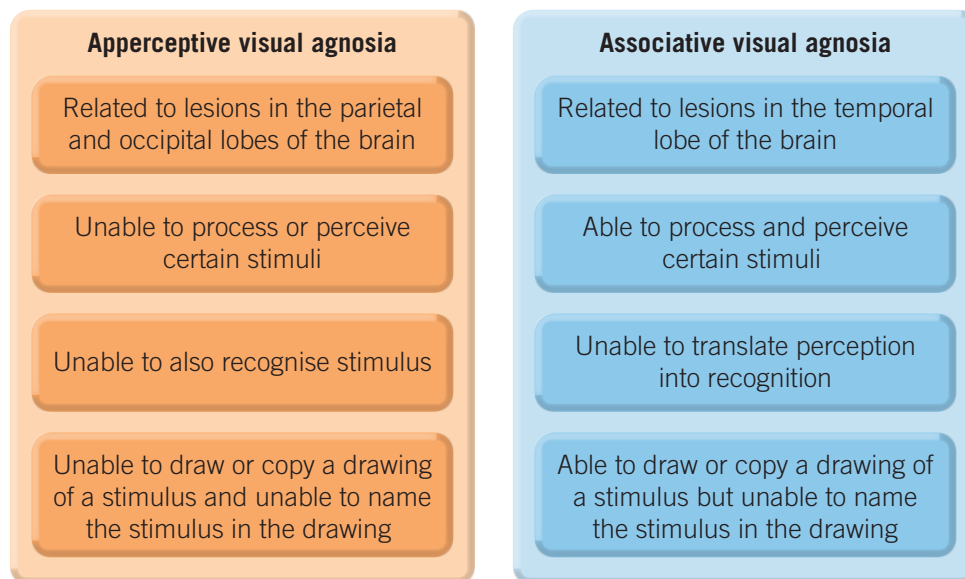 Apperceptive visual agnosia
Related to lesions in the parietal
and occipital lobes of the brain
Unable to process or perceive
certain stimuli
Unable to also recognise stimulus
Unable to draw or copy a drawing
of a stimulus and unable to name
the stimulus in the drawing
Associative visual agnosia
Related to lesions in the temporal
lobe of the brain
Able to process and perceive
certain stimuli
Unable to translate perception
into recognition
Able to draw or copy a drawing of
a stimulus but unable to name
the stimulus in the drawing